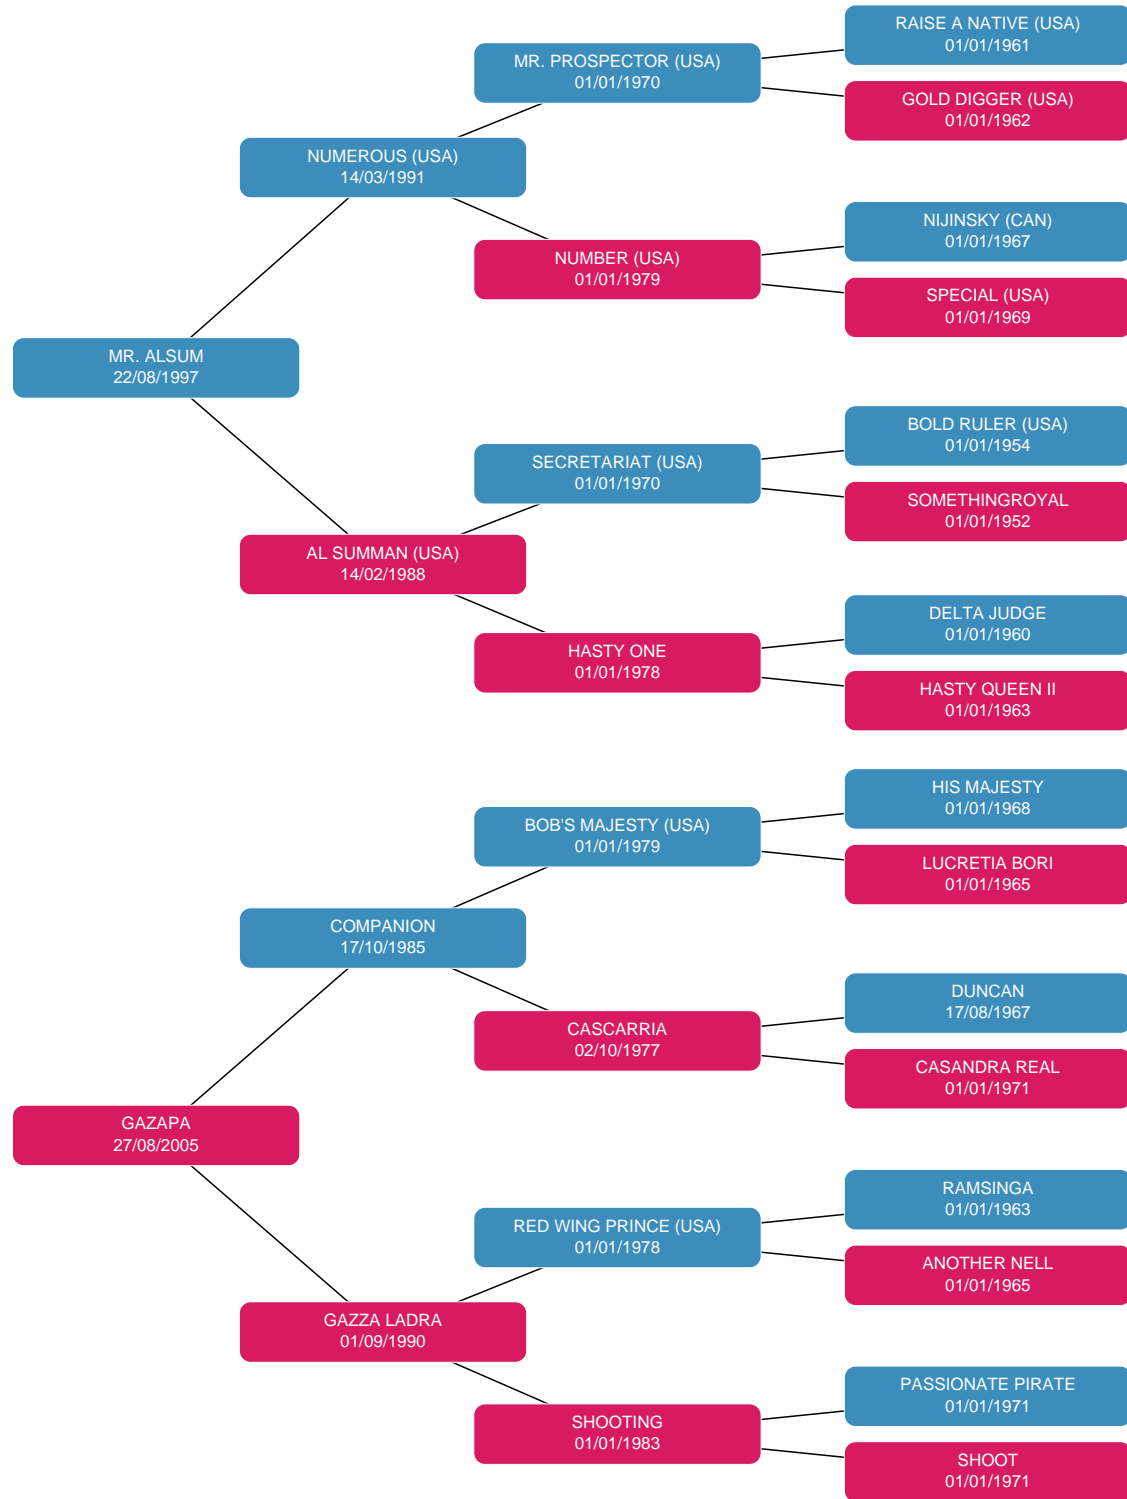 RAISE A NATIVE (USA)
01/01/1961
MR. PROSPECTOR (USA)
01/01/1970
GOLD DIGGER (USA)
01/01/1962
NUMEROUS (USA)
14/03/1991
NIJINSKY (CAN)
01/01/1967
NUMBER (USA)
01/01/1979
SPECIAL (USA)
01/01/1969
MR. ALSUM
22/08/1997
BOLD RULER (USA)
01/01/1954
SECRETARIAT (USA)
01/01/1970
SOMETHINGROYAL
01/01/1952
AL SUMMAN (USA)
14/02/1988
DELTA JUDGE
01/01/1960
HASTY ONE
01/01/1978
HASTY QUEEN II
01/01/1963
HIS MAJESTY
01/01/1968
BOB'S MAJESTY (USA)
01/01/1979
LUCRETIA BORI
01/01/1965
COMPANION
17/10/1985
DUNCAN
17/08/1967
CASCARRIA
02/10/1977
CASANDRA REAL
01/01/1971
GAZAPA
27/08/2005
RAMSINGA
01/01/1963
RED WING PRINCE (USA)
01/01/1978
ANOTHER NELL
01/01/1965
GAZZA LADRA
01/09/1990
PASSIONATE PIRATE
01/01/1971
SHOOTING
01/01/1983
SHOOT
01/01/1971